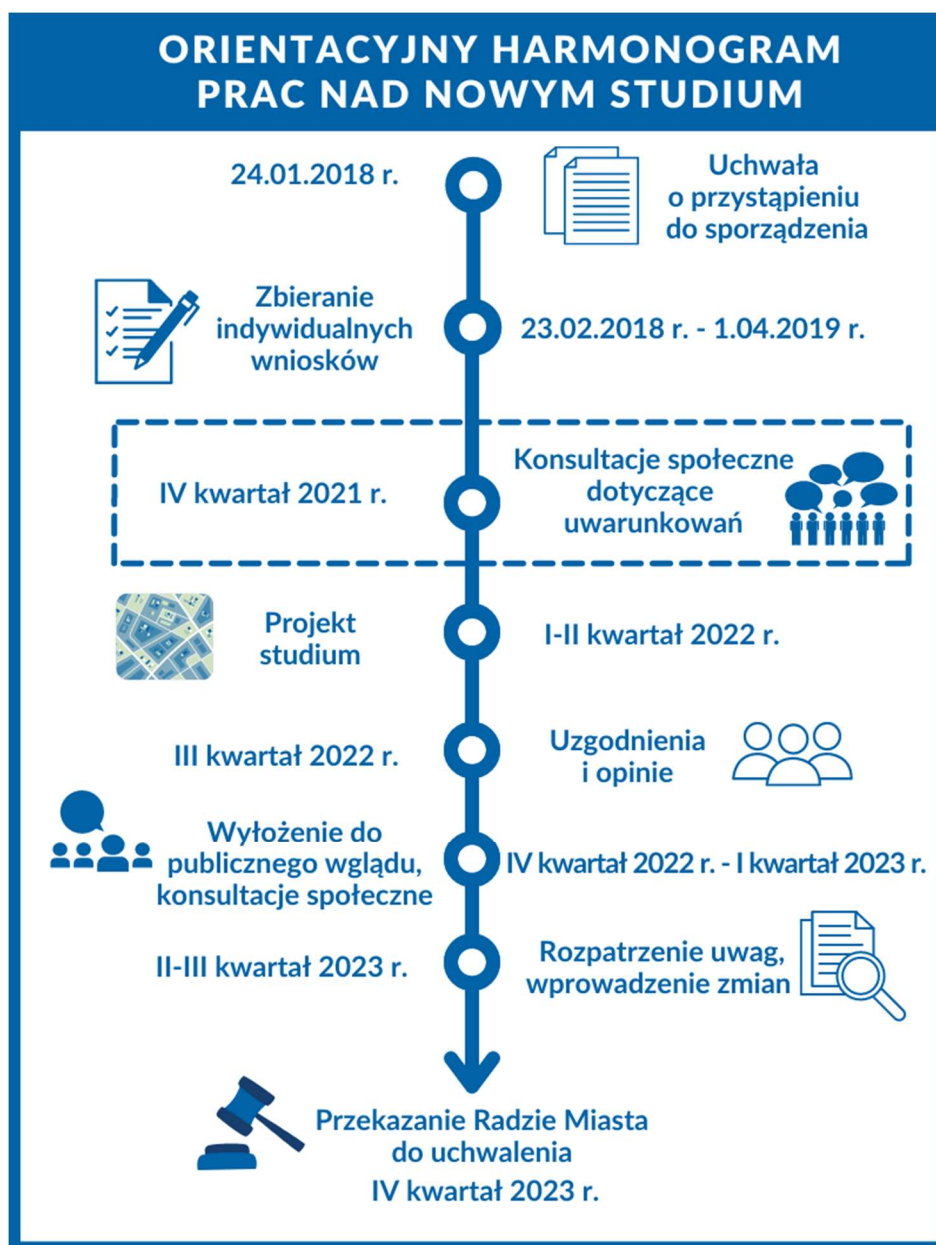 ORIENTACYJNY HARMONOGRAM
PRAC NAD NOWYM STUDIUM
24.01.2018 r.
Uchwała
o przystąpieniu
do sporządzenia
Zbieranie
indywidualnych
wniosków
23.02.2018 r. - 1.04.2019 r.
IV kwartał 2021 r.
Konsultacje społeczne
dotyczące
uwarunkowań
Projekt
studium
I-II kwartał 2022 r.
III kwartał 2022 r.
Uzgodnienia
i opinie
Wyłożenie do
publicznego wglądu,
konsultacje społeczne
IV kwartał 2022 r. - I kwartał 2023 r.
II-III kwartał 2023 r.
Rozpatrzenie uwag,
wprowadzenie zmian
Przekazanie Radzie Miasta
do uchwalenia
IV kwartał 2023 r.